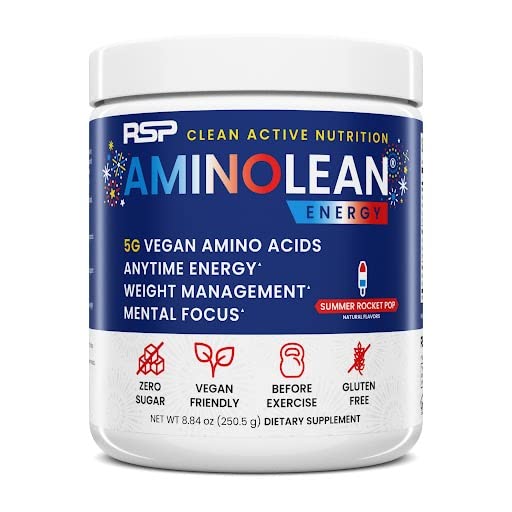 RSP CLEAN ACTIVE NUTRITION
AMINOLEAN®
ENERGY
5G VEGAN AMINO ACIDS
ANYTIME ENERGY^
WEIGHT MANAGEMENT^
MENTAL FOCUS^
SUMMER ROCKET POP
NATURAL FLAVORS
ZERO SUGAR
VEGAN FRIENDLY
BEFORE EXERCISE
GLUTEN FREE
NET WT 8.84 oz (250.5 g) DIETARY SUPPLEMENT